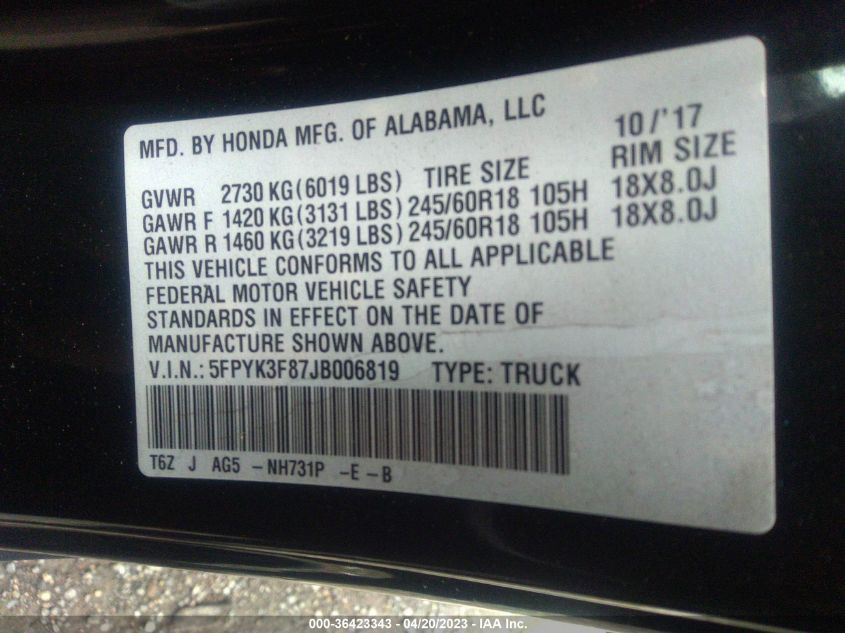 MFD. BY HONDA MFG. OF ALABAMA, LLC 10/'17
GVWR 2730 KG(6019 LBS) TIRE SIZE RIM SIZE
GAWR F 1420 KG(3131 LBS) 245/60R18 105H 18X8.0J
GAWR R 1460 KG(3219 LBS) 245/60R18 105H 18X8.0J
THIS VEHICLE CONFORMS TO ALL APPLICABLE
FEDERAL MOTOR VEHICLE SAFETY
STANDARDS IN EFFECT ON THE DATE OF
MANUFACTURE SHOWN ABOVE.
V.I.N.: 5FPYK3F87JB006819 TYPE: TRUCK
T6Z J AG5 -NH731P -E -B
000-36423343 - 04/20/2023 - IAA Inc.